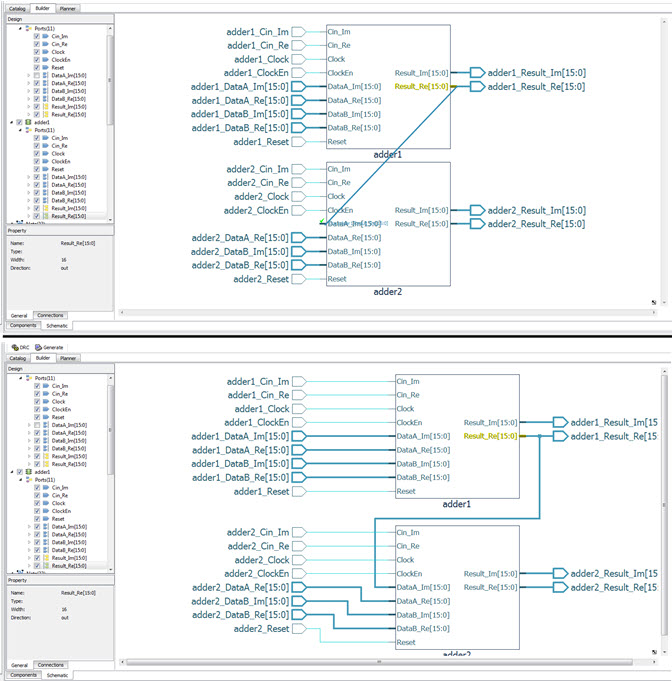 Catalog Builder Planner
Design
Ports(11)
Cin_Im
Cin_Re
Clock
ClockEn
Reset
DataA_Im[15:0]
DataA_Re[15:0]
DataB_Im[15:0]
DataB_Re[15:0]
Result_Im[15:0]
Result_Re[15:0]
adder1
Ports(11)
Cin_Im
Cin_Re
Clock
ClockEn
Reset
DataA_Im[15:0]
DataA_Re[15:0]
DataB_Im[15:0]
DataB_Re[15:0]
Result_Im[15:0]
Result_Re[15:0]
Property
Name: Result_Re[15:0]
Type:
Width: 16
Direction: out
General Connections
Components Schematic
adder1_Cin_Im Cin_Im
adder1_Cin_Re Cin_Re
adder1_Clock Clock
adder1_ClockEn ClockEn Result_Im[15:0] adder1_Result_Im[15:0]
adder1_DataA_Im[15:0] DataA_Im[15:0] Result_Re[15:0] adder1_Result_Re[15:0]
adder1_DataA_Re[15:0] DataA_Re[15:0]
adder1_DataB_Im[15:0] DataB_Im[15:0]
adder1_DataB_Re[15:0] DataB_Re[15:0]
adder1_Reset Reset
adder1
adder2_Cin_Im Cin_Im
adder2_Cin_Re Cin_Re
adder2_Clock Clock
adder2_ClockEn ClockEn Result_Im[15:0] adder2_Result_Im[15:0]
DataA_Im[15:0] Result_Re[15:0] adder2_Result_Re[15:0]
adder2_DataA_Re[15:0] DataA_Re[15:0]
adder2_DataB_Im[15:0] DataB_Im[15:0]
adder2_DataB_Re[15:0] DataB_Re[15:0]
adder2_Reset Reset
adder2
DRC Generate
Catalog Builder Planner
Design
Ports(11)
Cin_Im
Cin_Re
Clock
ClockEn
Reset
DataA_Im[15:0]
DataA_Re[15:0]
DataB_Im[15:0]
DataB_Re[15:0]
Result_Im[15:0]
Result_Re[15:0]
adder1
Ports(11)
Cin_Im
Cin_Re
Clock
ClockEn
Reset
DataA_Im[15:0]
DataA_Re[15:0]
DataB_Im[15:0]
DataB_Re[15:0]
Result_Im[15:0]
Result_Re[15:0]
Property
Name: Result_Re[15:0]
Type:
Width: 16
Direction: out
General Connections
Components Schematic
adder1_Cin_Im Cin_Im
adder1_Cin_Re Cin_Re
adder1_Clock Clock
adder1_ClockEn ClockEn Result_Im[15:0] adder1_Result_Im[15
adder1_DataA_Im[15:0] DataA_Im[15:0] Result_Re[15:0] adder1_Result_Re[15
adder1_DataA_Re[15:0] DataA_Re[15:0]
adder1_DataB_Im[15:0] DataB_Im[15:0]
adder1_DataB_Re[15:0] DataB_Re[15:0]
adder1_Reset Reset
adder1
adder2_Cin_Im Cin_Im
adder2_Cin_Re Cin_Re
adder2_Clock Clock
adder2_ClockEn ClockEn Result_Im[15:0] adder2_Result_Im[15
adder2_DataA_Re[15:0] DataA_Im[15:0] Result_Re[15:0] adder2_Result_Re[15
adder2_DataB_Im[15:0] DataA_Re[15:0]
adder2_DataB_Re[15:0] DataB_Im[15:0]
DataB_Re[15:0]
adder2_Reset Reset
adder2